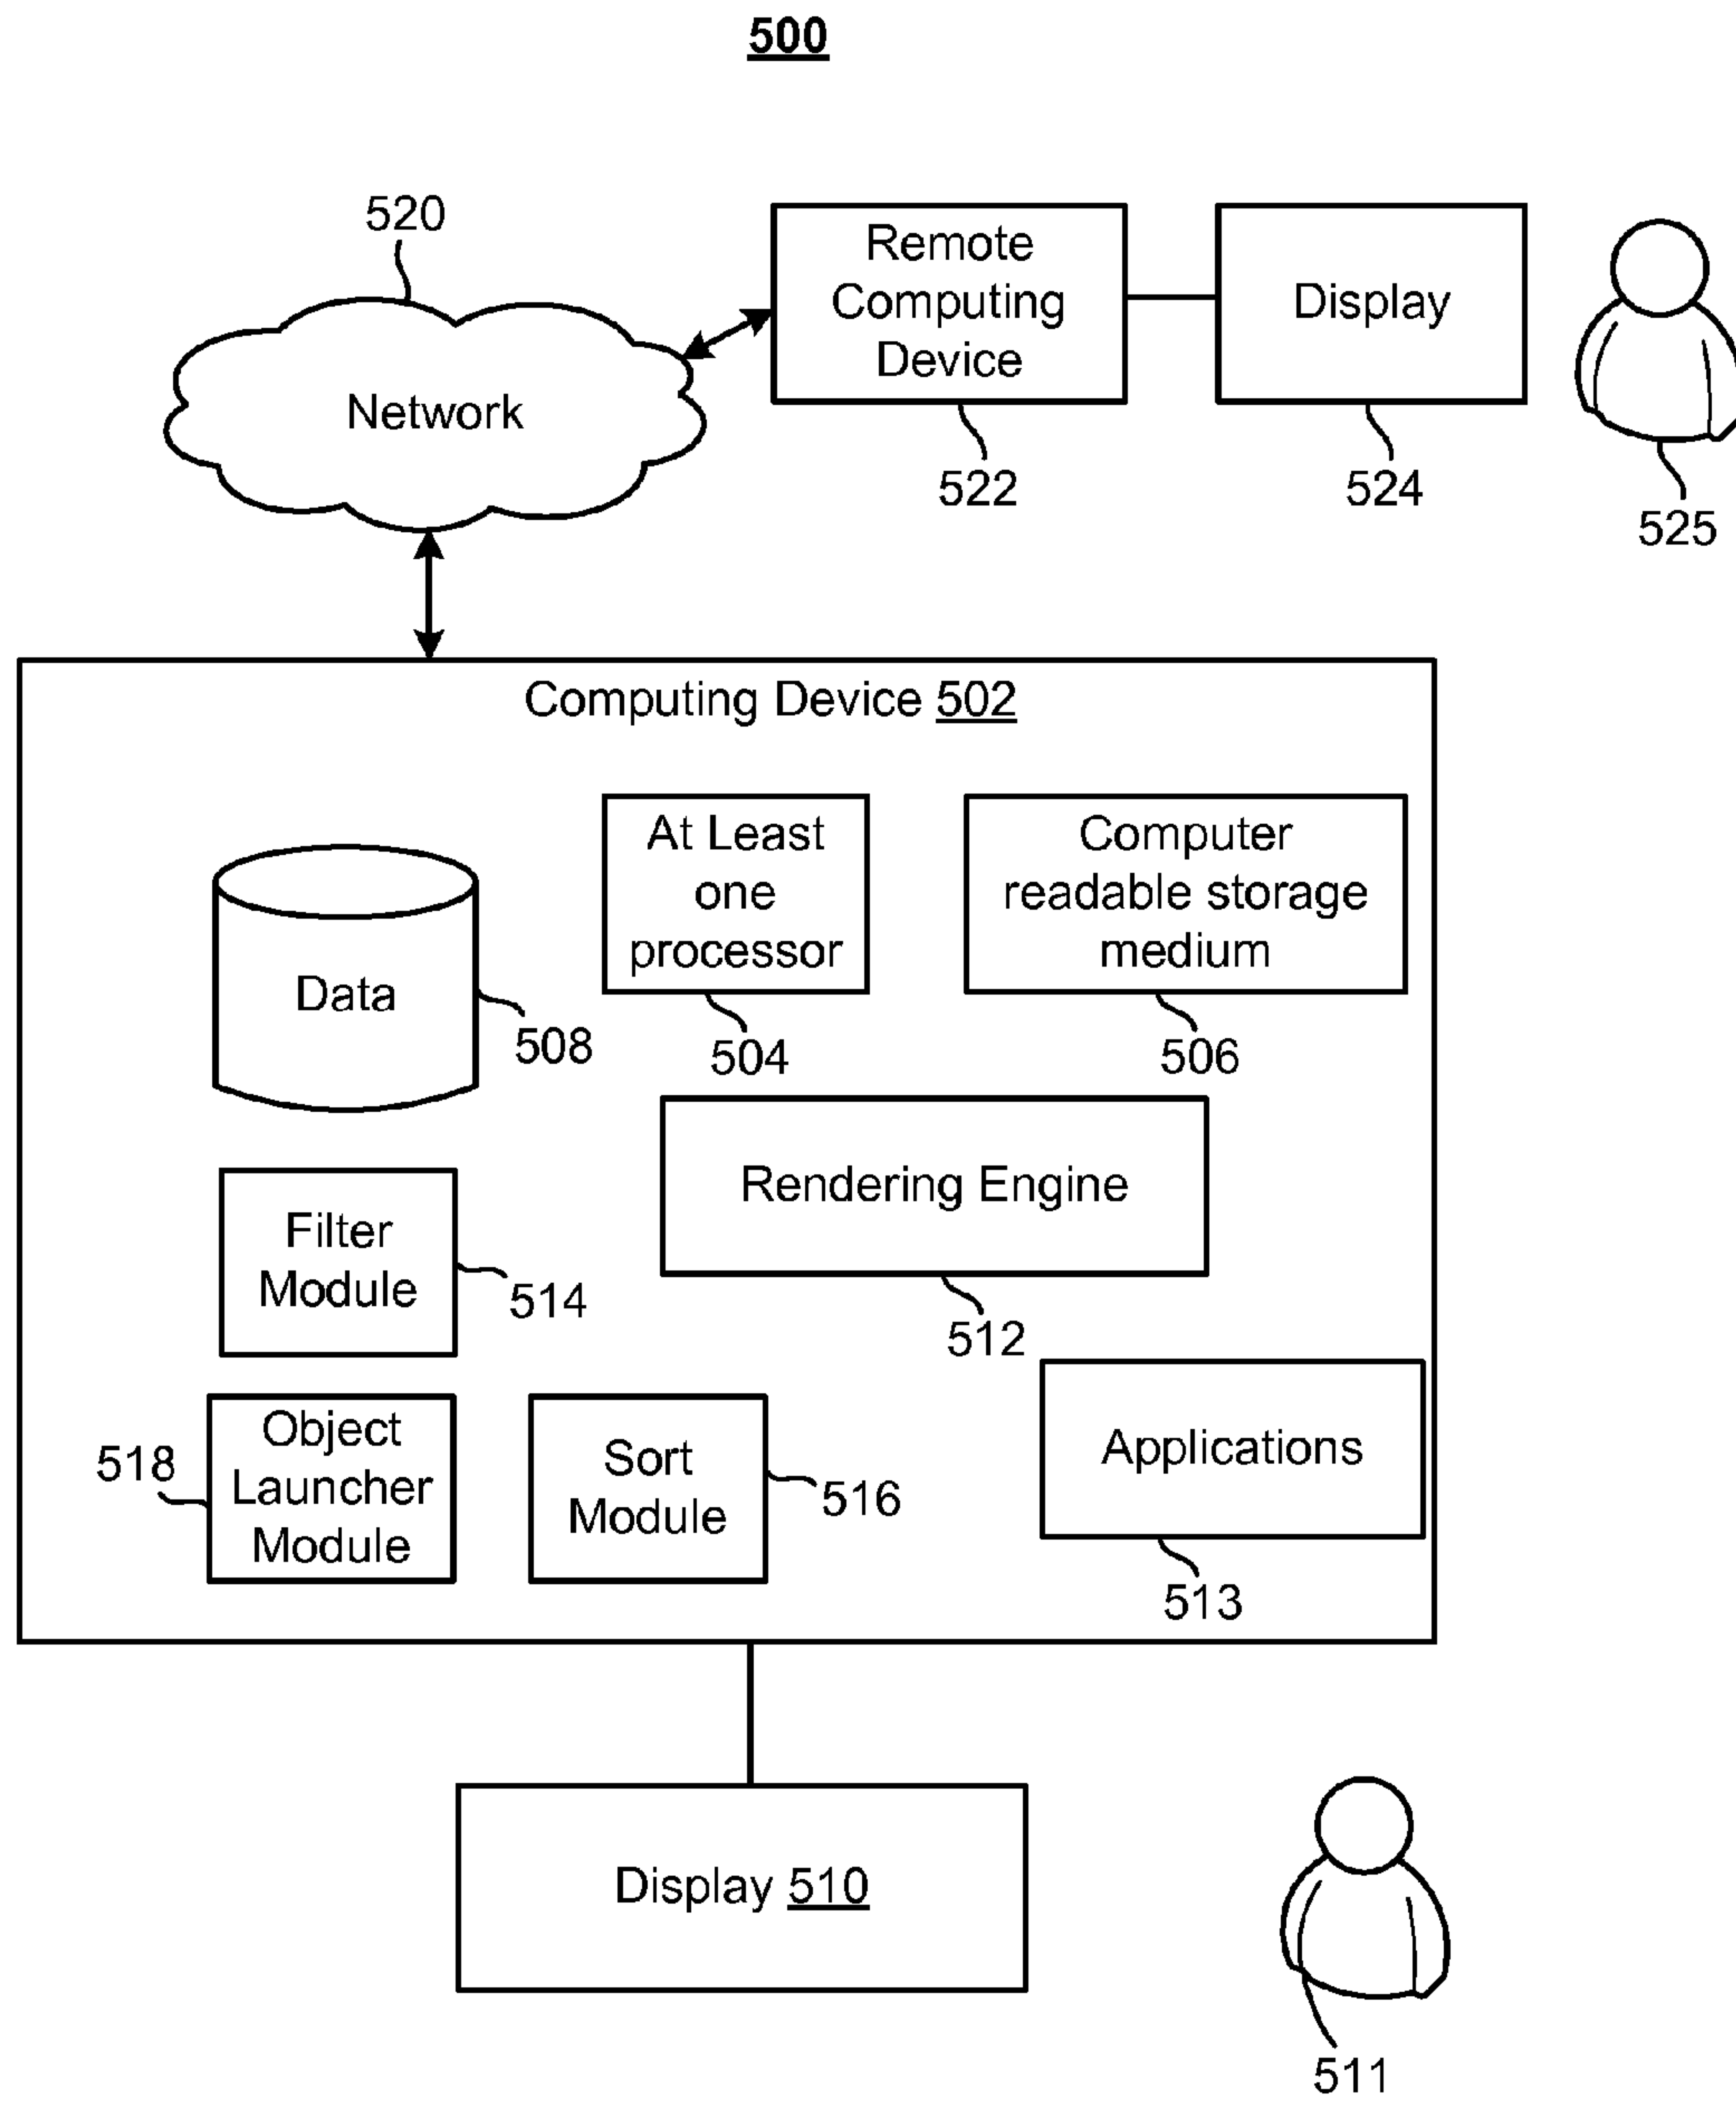 500
520
Network
Remote
Computing
Device
522
Display
524
525
Computing Device 502
Data
508
At Least
one
processor
504
Computer
readable storage
medium
506
Rendering Engine
512
Filter
Module
514
Object
Launcher
Module
518
Sort
Module
516
Applications
513
Display 510
511